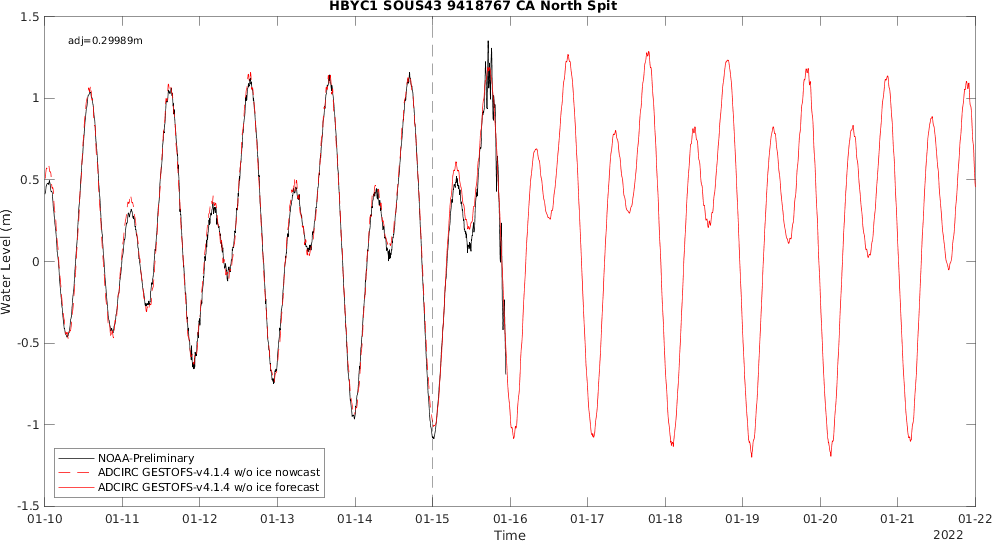 HBYC1 SOUS43 9418767 CA North Spit
adj=0.29989m
1.5
1
0.5
0
-0.5
-1
-1.5
Water Level (m)
NOAA-Preliminary
ADCIRC GESTOFS-v4.1.4 w/o ice nowcast
ADCIRC GESTOFS-v4.1.4 w/o ice forecast
01-10 01-11 01-12 01-13 01-14 01-15 01-16 01-17 01-18 01-19 01-20 01-21 01-22
Time
2022